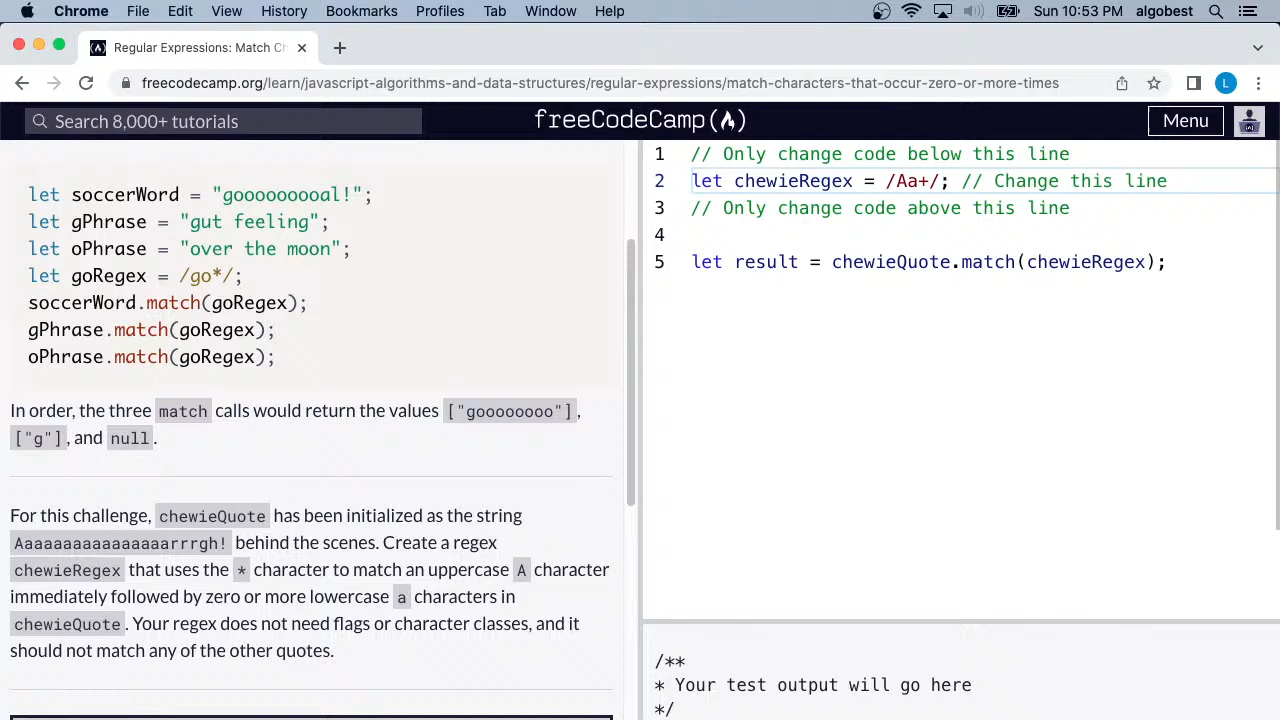 Chrome File Edit View History Bookmarks Profiles Tab Window Help Sun 10:53 PM algobest
Regular Expressions: Match Ch
freecodecamp.org/learn/javascript-algorithms-and-data-structures/regular-expressions/match-characters-that-occur-zero-or-more-times L
Search 8,000+ tutorials freeCodeCamp Menu
let soccerWord = "gooooooooal!";
let gPhrase = "gut feeling";
let oPhrase = "over the moon";
let goRegex = /go*/;
soccerWord.match(goRegex);
gPhrase.match(goRegex);
oPhrase.match(goRegex);
In order, the three match calls would return the values ["goooooooo"],
["g"], and null.
For this challenge, chewieQuote has been initialized as the string
Aaaaaaaaaaaaaaaarrrgh! behind the scenes. Create a regex
chewieRegex that uses the * character to match an uppercase A character
immediately followed by zero or more lowercase a characters in
chewieQuote. Your regex does not need flags or character classes, and it
should not match any of the other quotes.
1 // Only change code below this line
2 let chewieRegex = /Aa+/; // Change this line
3 // Only change code above this line
4
5 let result = chewieQuote.match(chewieRegex);
/**
* Your test output will go here
*/